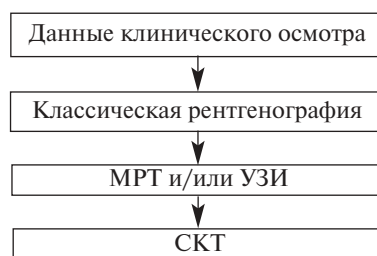 Данные клинического осмотра
Классическая рентгенография
МРТ и/или УЗИ
СКТ